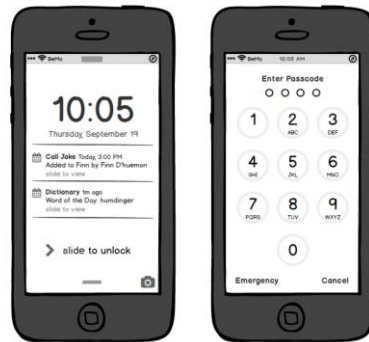 BeMo
10:05
Thursday, September 19
Call Jake Today, 3:00 PM
Added to Finn by Finn D'huemon
slide to view
Dictionary 1m ago
Word of the Day: humdinger
slide to view
> slide to unlock
BeMo 10:05 AM
Enter Passcode
1
2
ABC
3
DEF
4
GHI
5
JKL
6
MNO
7
PQRS
8
TUV
9
WXYZ
0
Emergency Cancel